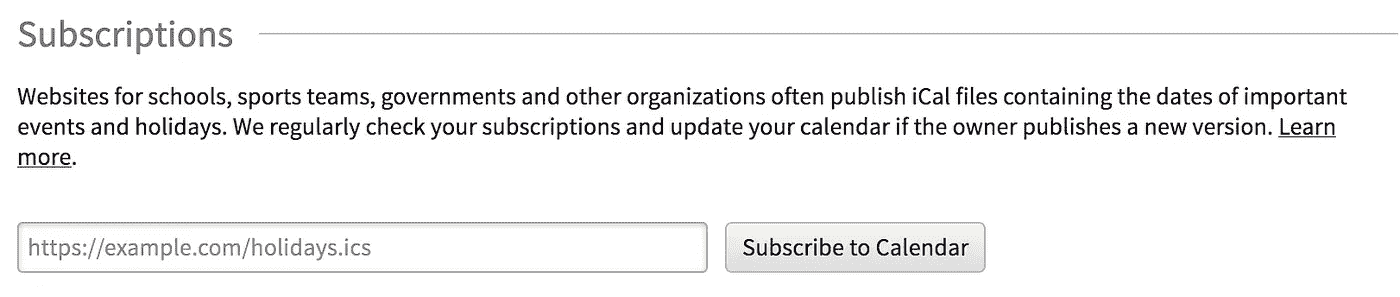 Subscriptions
Websites for schools, sports teams, governments and other organizations often publish iCal files containing the dates of important
events and holidays. We regularly check your subscriptions and update your calendar if the owner publishes a new version. Learn
more.
https://example.com/holidays.ics
Subscribe to Calendar